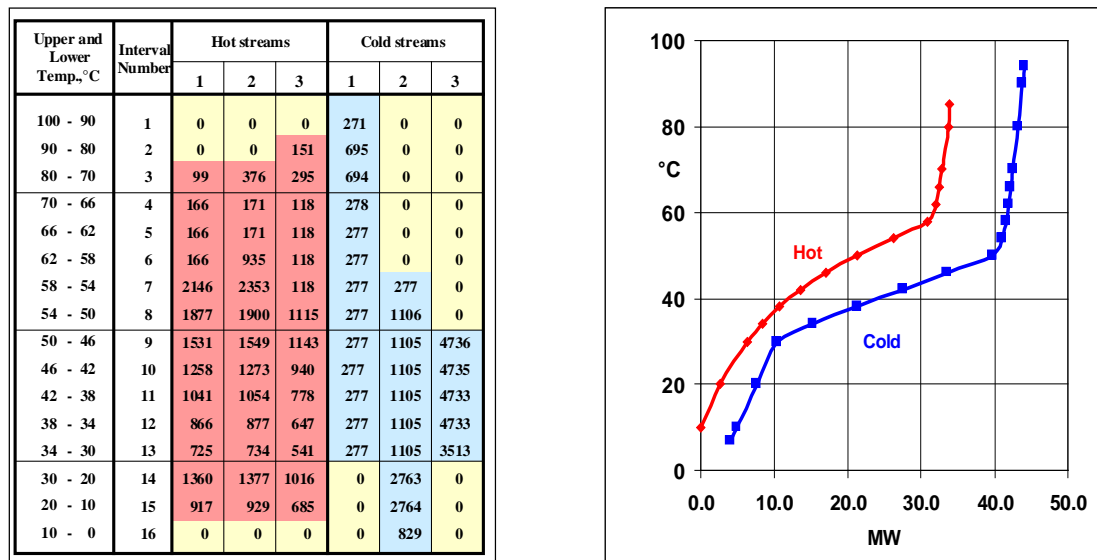 Upper and Lower Temp.,°C Interval Number Hot streams Cold streams
1 2 3 1 2 3
100 - 90 1 0 0 0 271 0 0
90 - 80 2 0 0 151 695 0 0
80 - 70 3 99 376 295 694 0 0
70 - 66 4 166 171 118 278 0 0
66 - 62 5 166 171 118 277 0 0
62 - 58 6 166 935 118 277 0 0
58 - 54 7 2146 2353 118 277 277 0
54 - 50 8 1877 1900 1115 277 1106 0
50 - 46 9 1531 1549 1143 277 1105 4736
46 - 42 10 1258 1273 940 277 1105 4735
42 - 38 11 1041 1054 778 277 1105 4733
38 - 34 12 866 877 647 277 1105 4733
34 - 30 13 725 734 541 277 1105 3513
30 - 20 14 1360 1377 1016 0 2763 0
20 - 10 15 917 929 685 0 2764 0
10 - 0 16 0 0 0 0 829 0
100
80
°C
60
Hot
40
Cold
20
0
0.0 10.0 20.0 30.0 40.0 50.0
MW